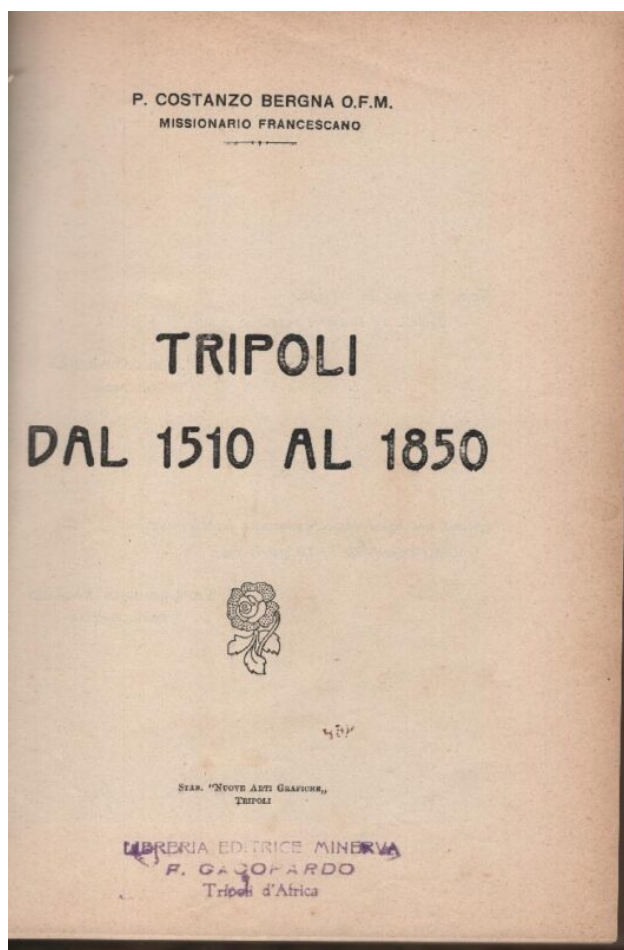 P. COSTANZO BERGNA O.F.M.
MISSIONARIO FRANCESCANO
TRIPOLI
DAL 1510 AL 1850
STAB. "NUOVE ARTI GRAFICHE„
TRIPOLI
LIBRERIA EDITRICE MINERVA
F. CACOPARDO
Tripoli d'Africa